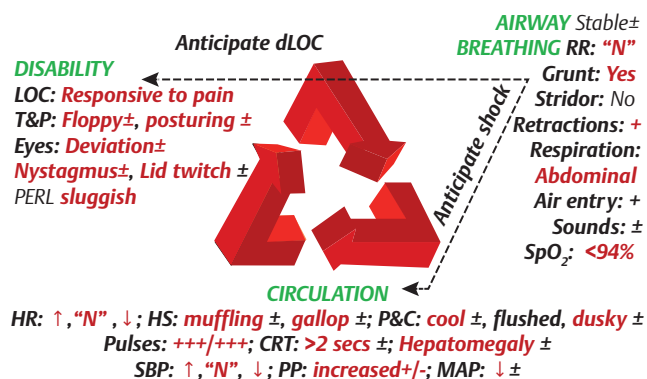 AIRWAY Stable±
BREATHING RR: “N”
Grunt: Yes
Stridor: No
Retractions: +
Respiration:
Abdominal
Air entry: +
Sounds: ±
SpO₂: <94%
Anticipate dLOC
Anticipate shock
DISABILITY
LOC: Responsive to pain
T&P: Floppy±, posturing ±
Eyes: Deviation±
Nystagmus±, Lid twitch ±
PERL sluggish
CIRCULATION
HR: ↑ ,“N” ,↓; HS: muffling ±, gallop ±; P&C: cool ±, flushed, dusky ±
Pulses: +++/+++; CRT: >2 secs ±; Hepatomegaly ±
SBP: ↑ ,“N”, ↓; PP: increased+/-; MAP: ↓ ±